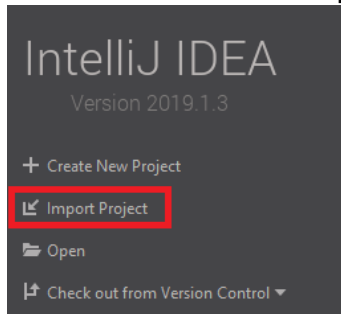 IntelliJ IDEA
Version 2019.1.3
Create New Project
Import Project
Open
Check out from Version Control